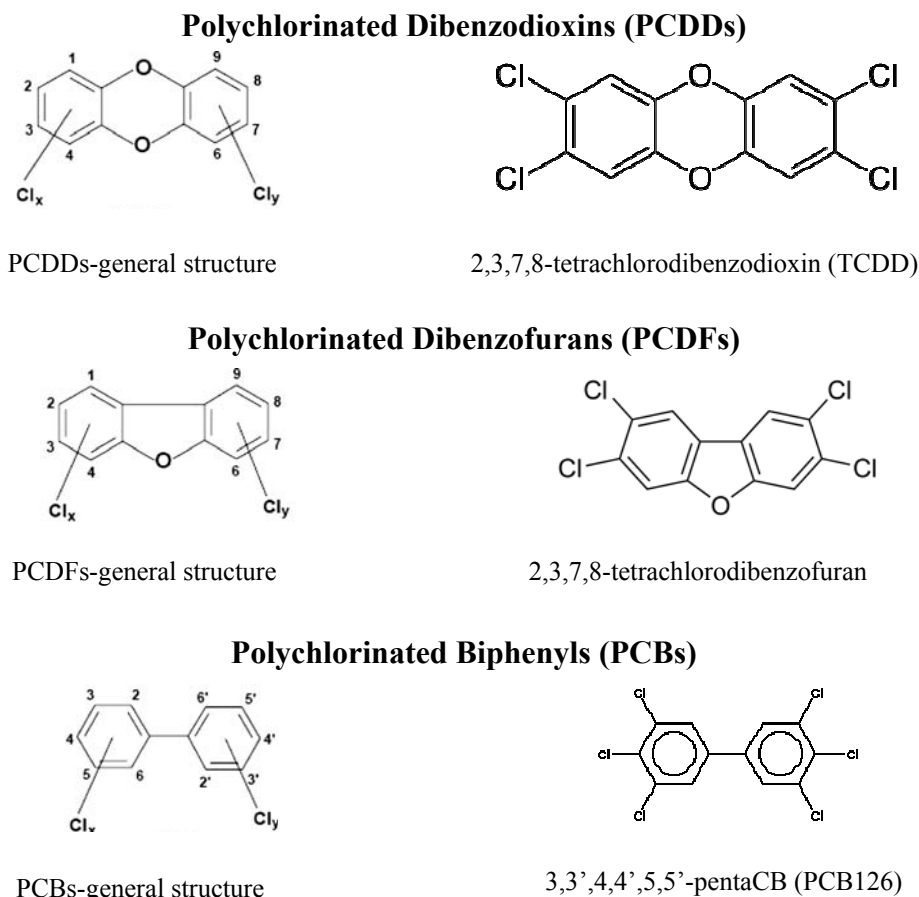 Polychlorinated Dibenzodioxins (PCDDs)
1 O 9
2 8
3 7
4 O 6
Clx Cly
Cl O Cl
Cl O Cl
PCDDs-general structure 2,3,7,8-tetrachlorodibenzodioxin (TCDD)
Polychlorinated Dibenzofurans (PCDFs)
1 9
2 8
3 7
4 O 6
Clx Cly
Cl Cl
Cl Cl
O
PCDFs-general structure 2,3,7,8-tetrachlorodibenzofuran
Polychlorinated Biphenyls (PCBs)
3 2 6' 5'
4 4'
5 6 2' 3'
Clx Cly
Cl Cl
Cl Cl
Cl Cl
PCBs-general structure 3,3’,4,4’,5,5’-pentaCB (PCB126)